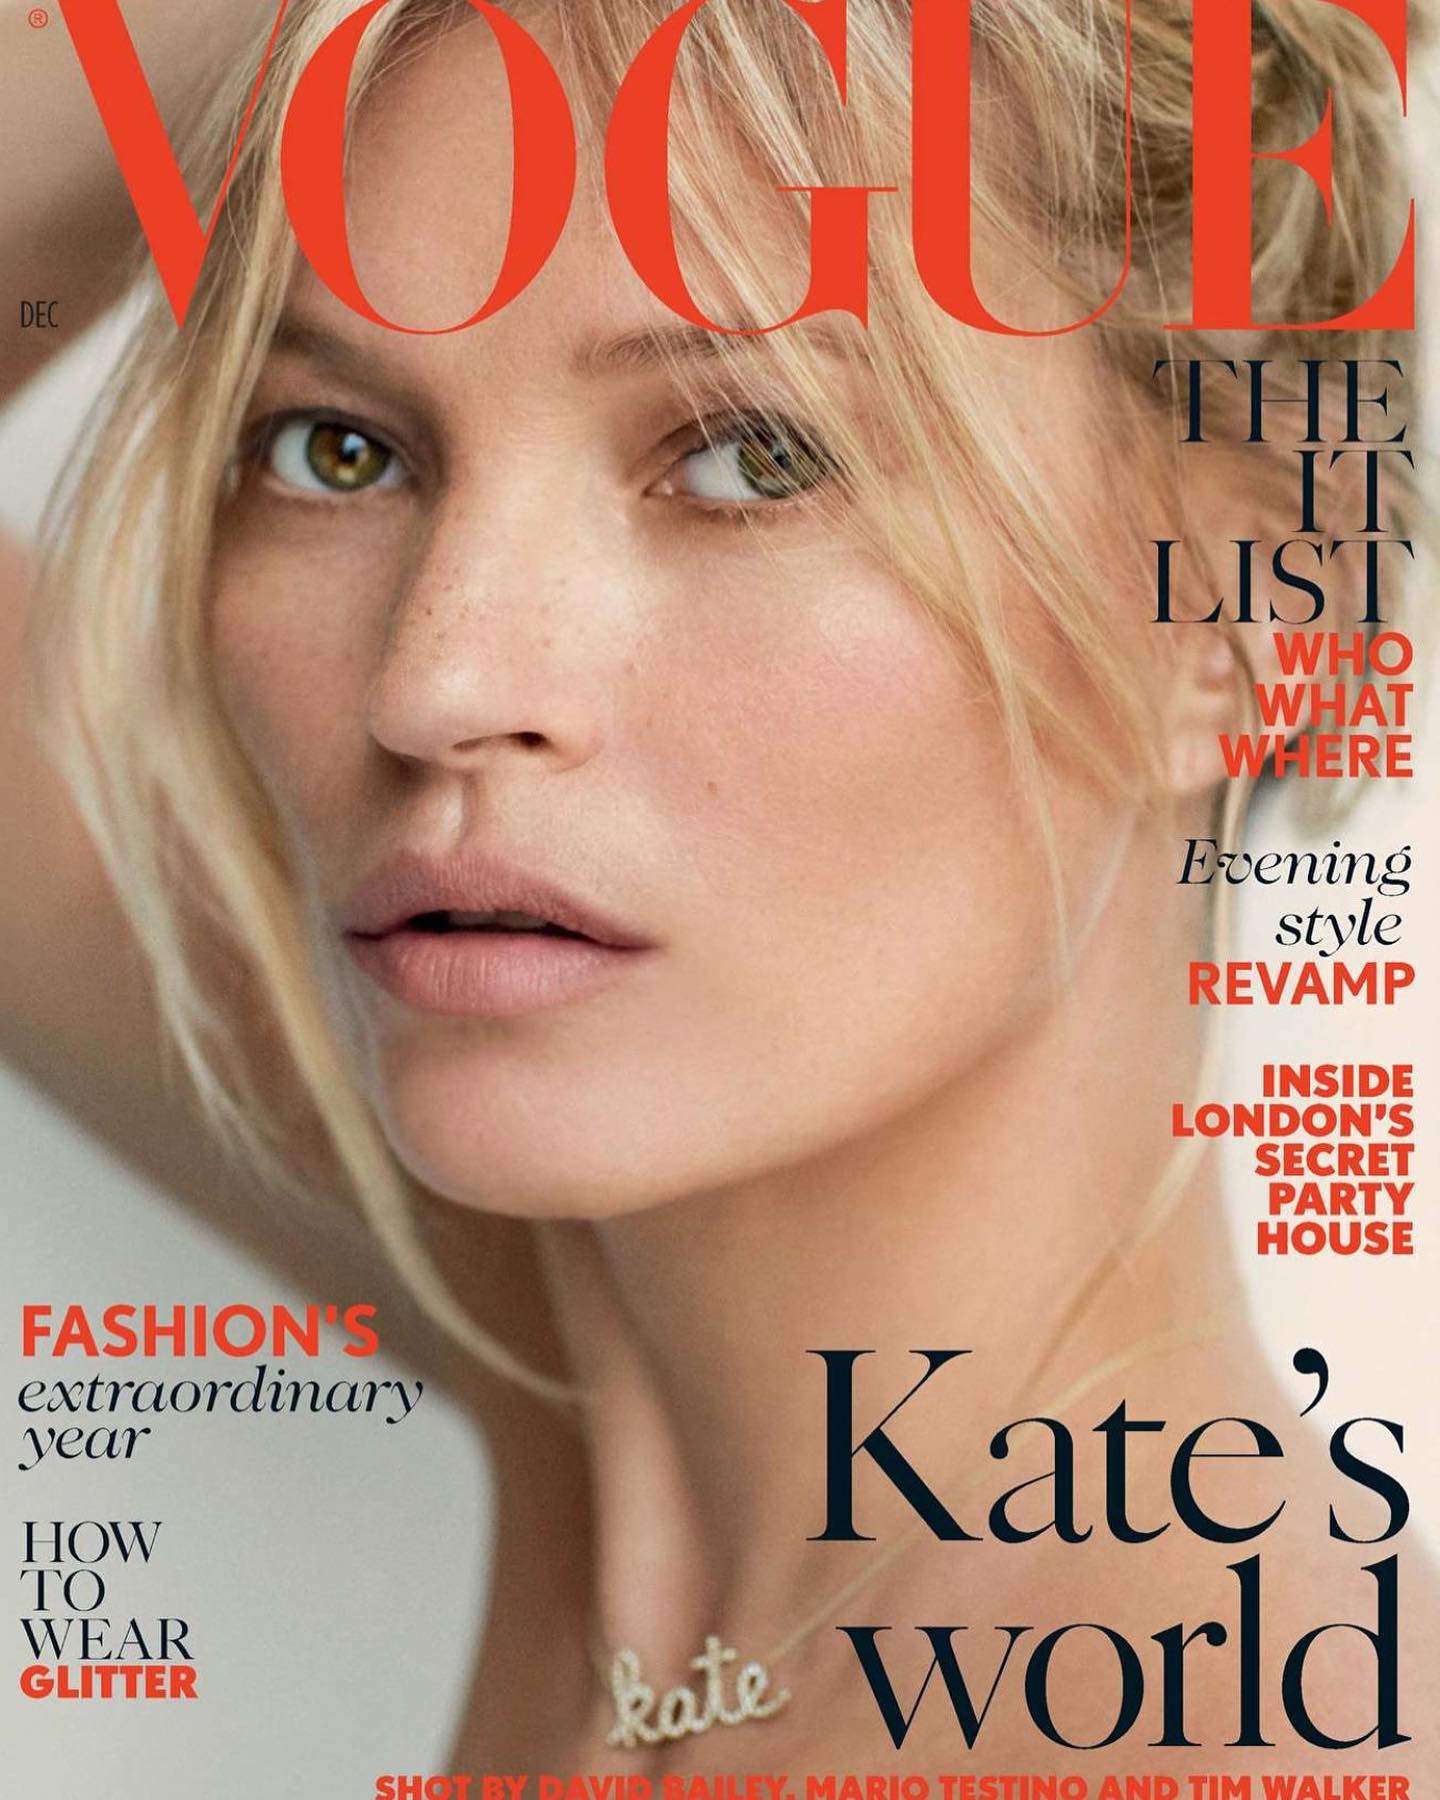 ®
VOGUE
DEC
THE
IT
LIST
WHO
WHAT
WHERE
Evening
style
REVAMP
INSIDE
LONDON'S
SECRET
PARTY
HOUSE
FASHION'S
extraordinary
year
HOW
TO
WEAR
GLITTER
Kate's
world
kate
SHOT BY DAVID BAILEY, MARIO TESTINO AND TIM WALKER